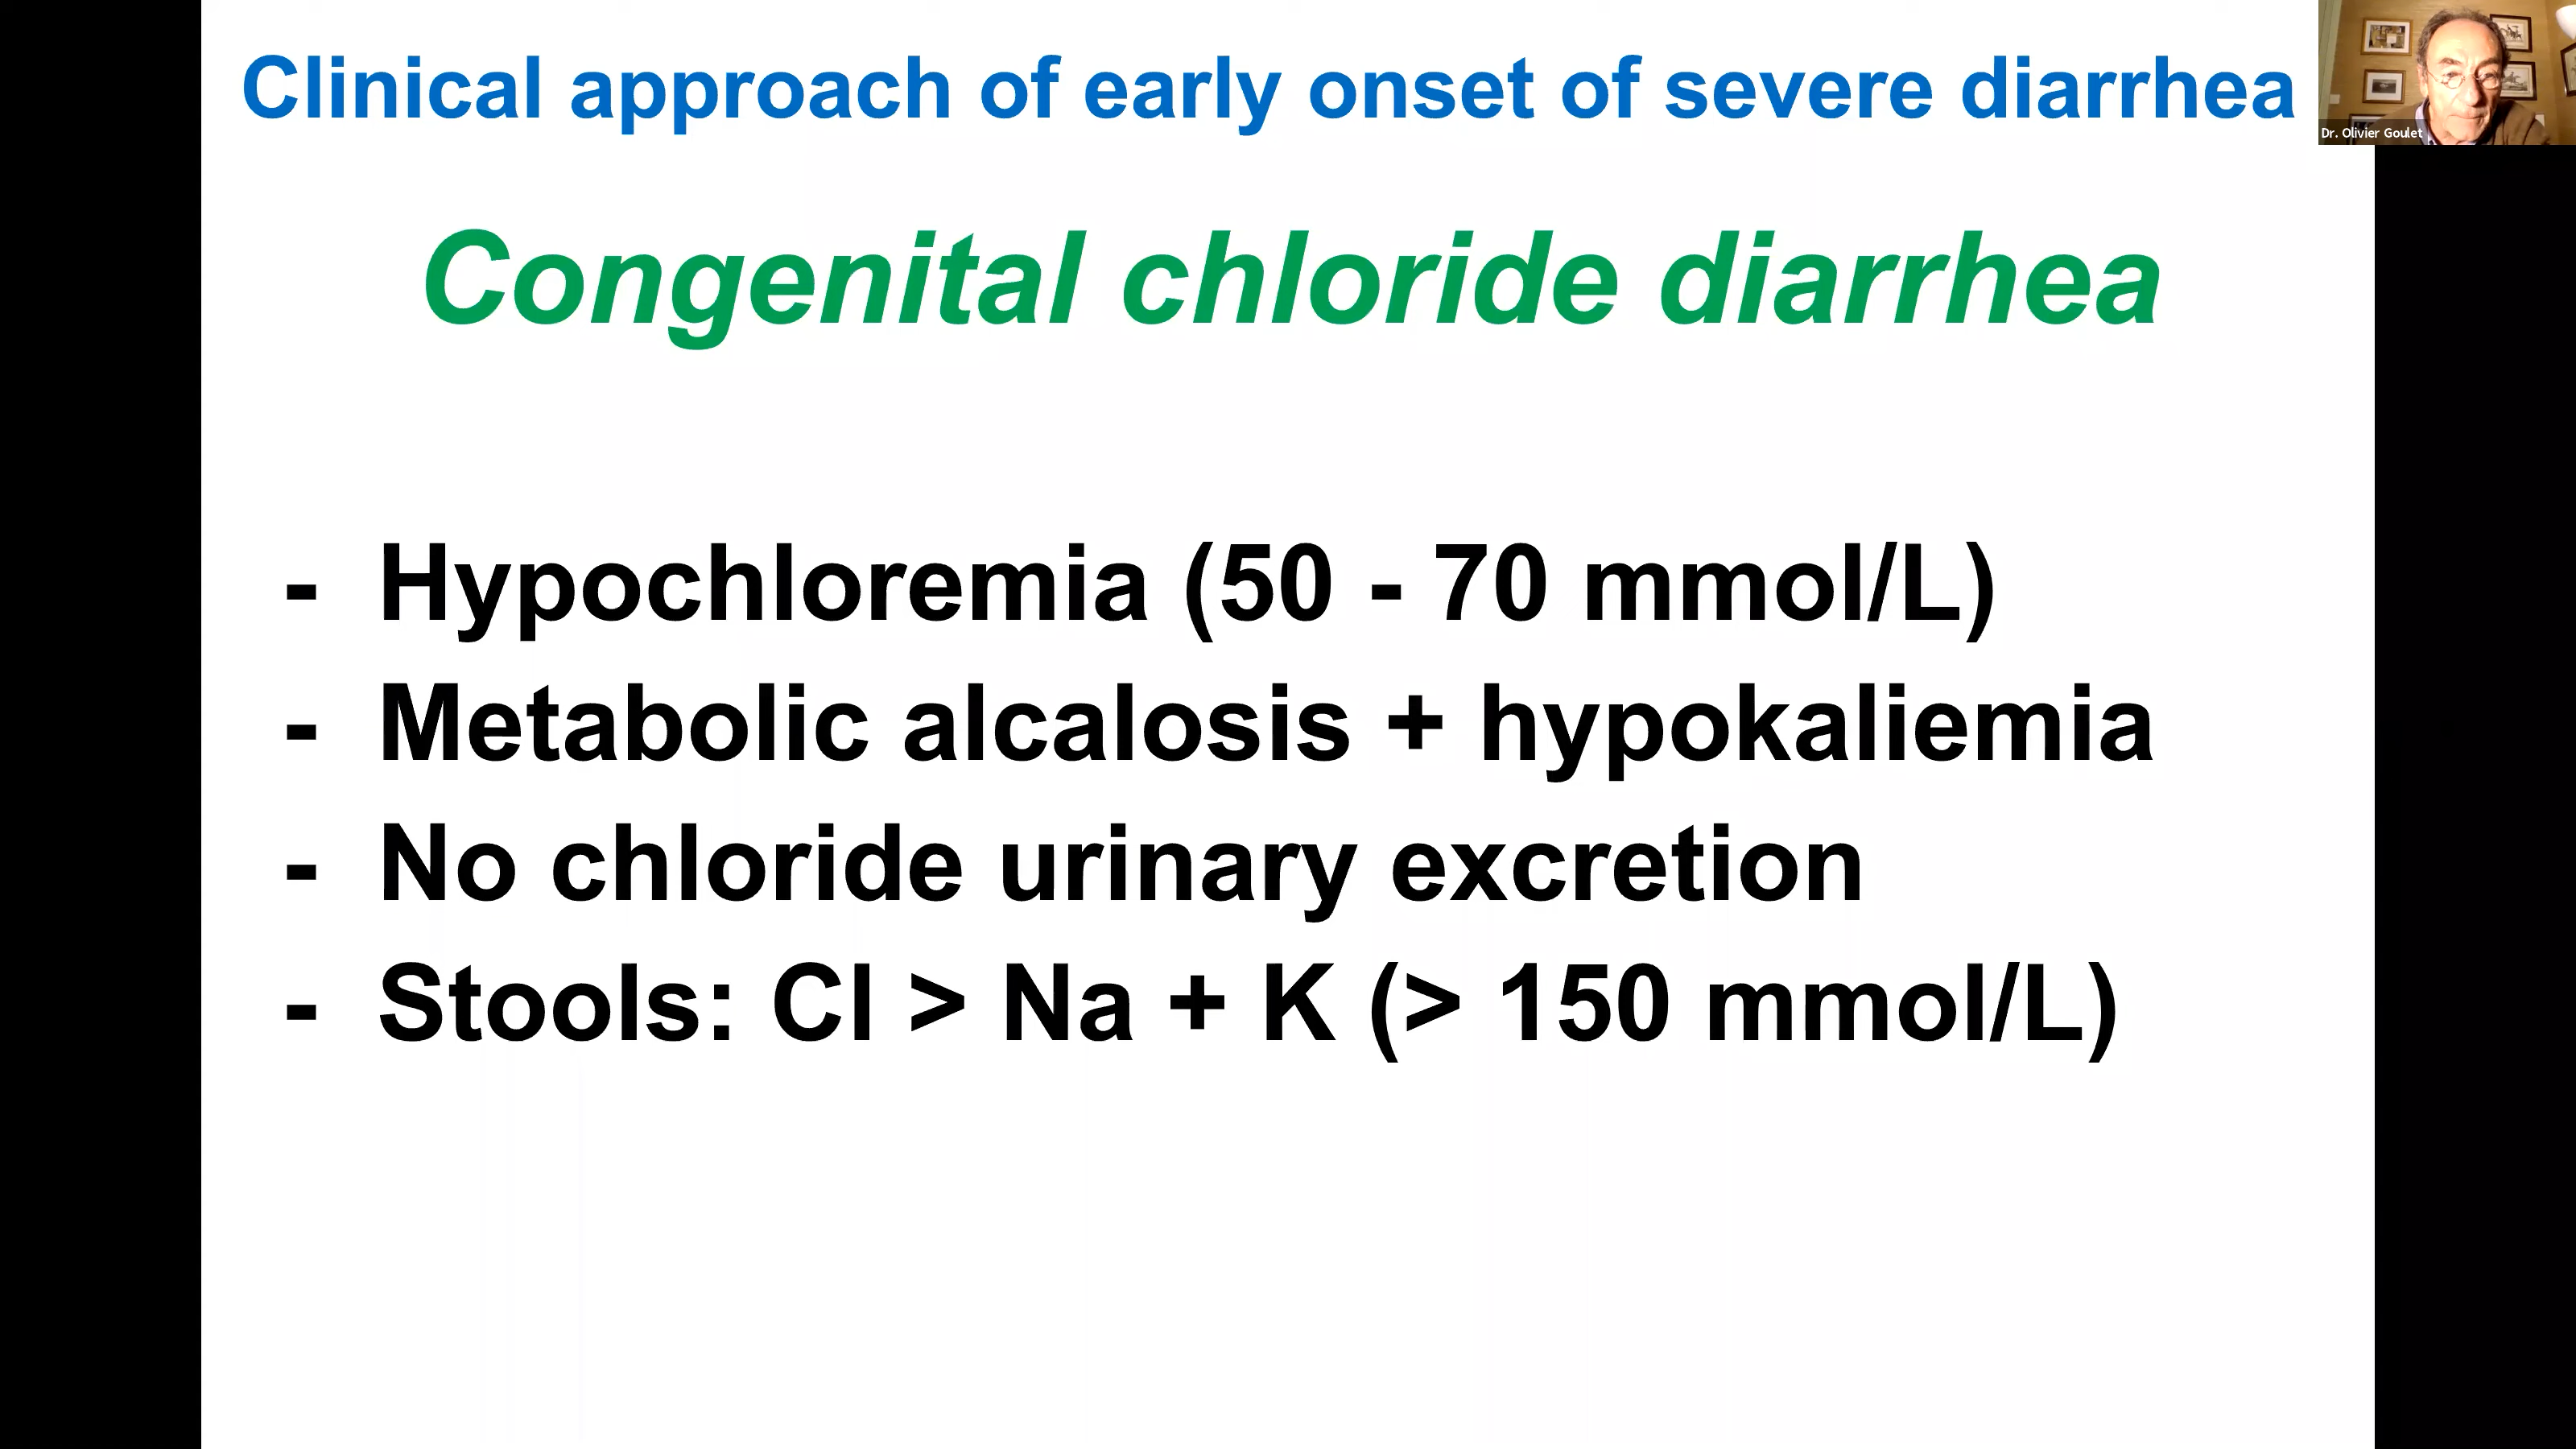 Clinical approach of early onset of severe diarrhea
Dr. Olivier Goulet
Congenital chloride diarrhea
- Hypochloremia (50 - 70 mmol/L)
- Metabolic alcalosis + hypokaliemia
- No chloride urinary excretion
- Stools: Cl > Na + K (> 150 mmol/L)